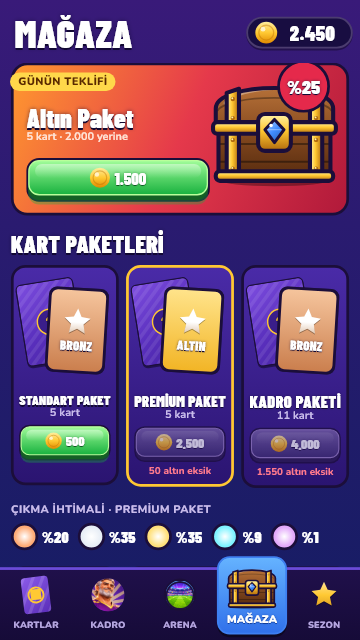 MAĞAZA
2.450
GÜNÜN TEKLİFİ
%25
Altın Paket
5 kart · 2.000 yerine
1.500
KART PAKETLERİ
BRONZ
ALTIN
BRONZ
STANDART PAKET
PREMİUM PAKET
KADRO PAKETİ
5 kart
5 kart
11 kart
500
2,500
4,000
50 altın eksik
1.550 altın eksik
ÇIKMA İHTİMALİ · PREMIUM PAKET
%20
%35
%35
%9
%1
KARTLAR
KADRO
ARENA
MAĞAZA
SEZON